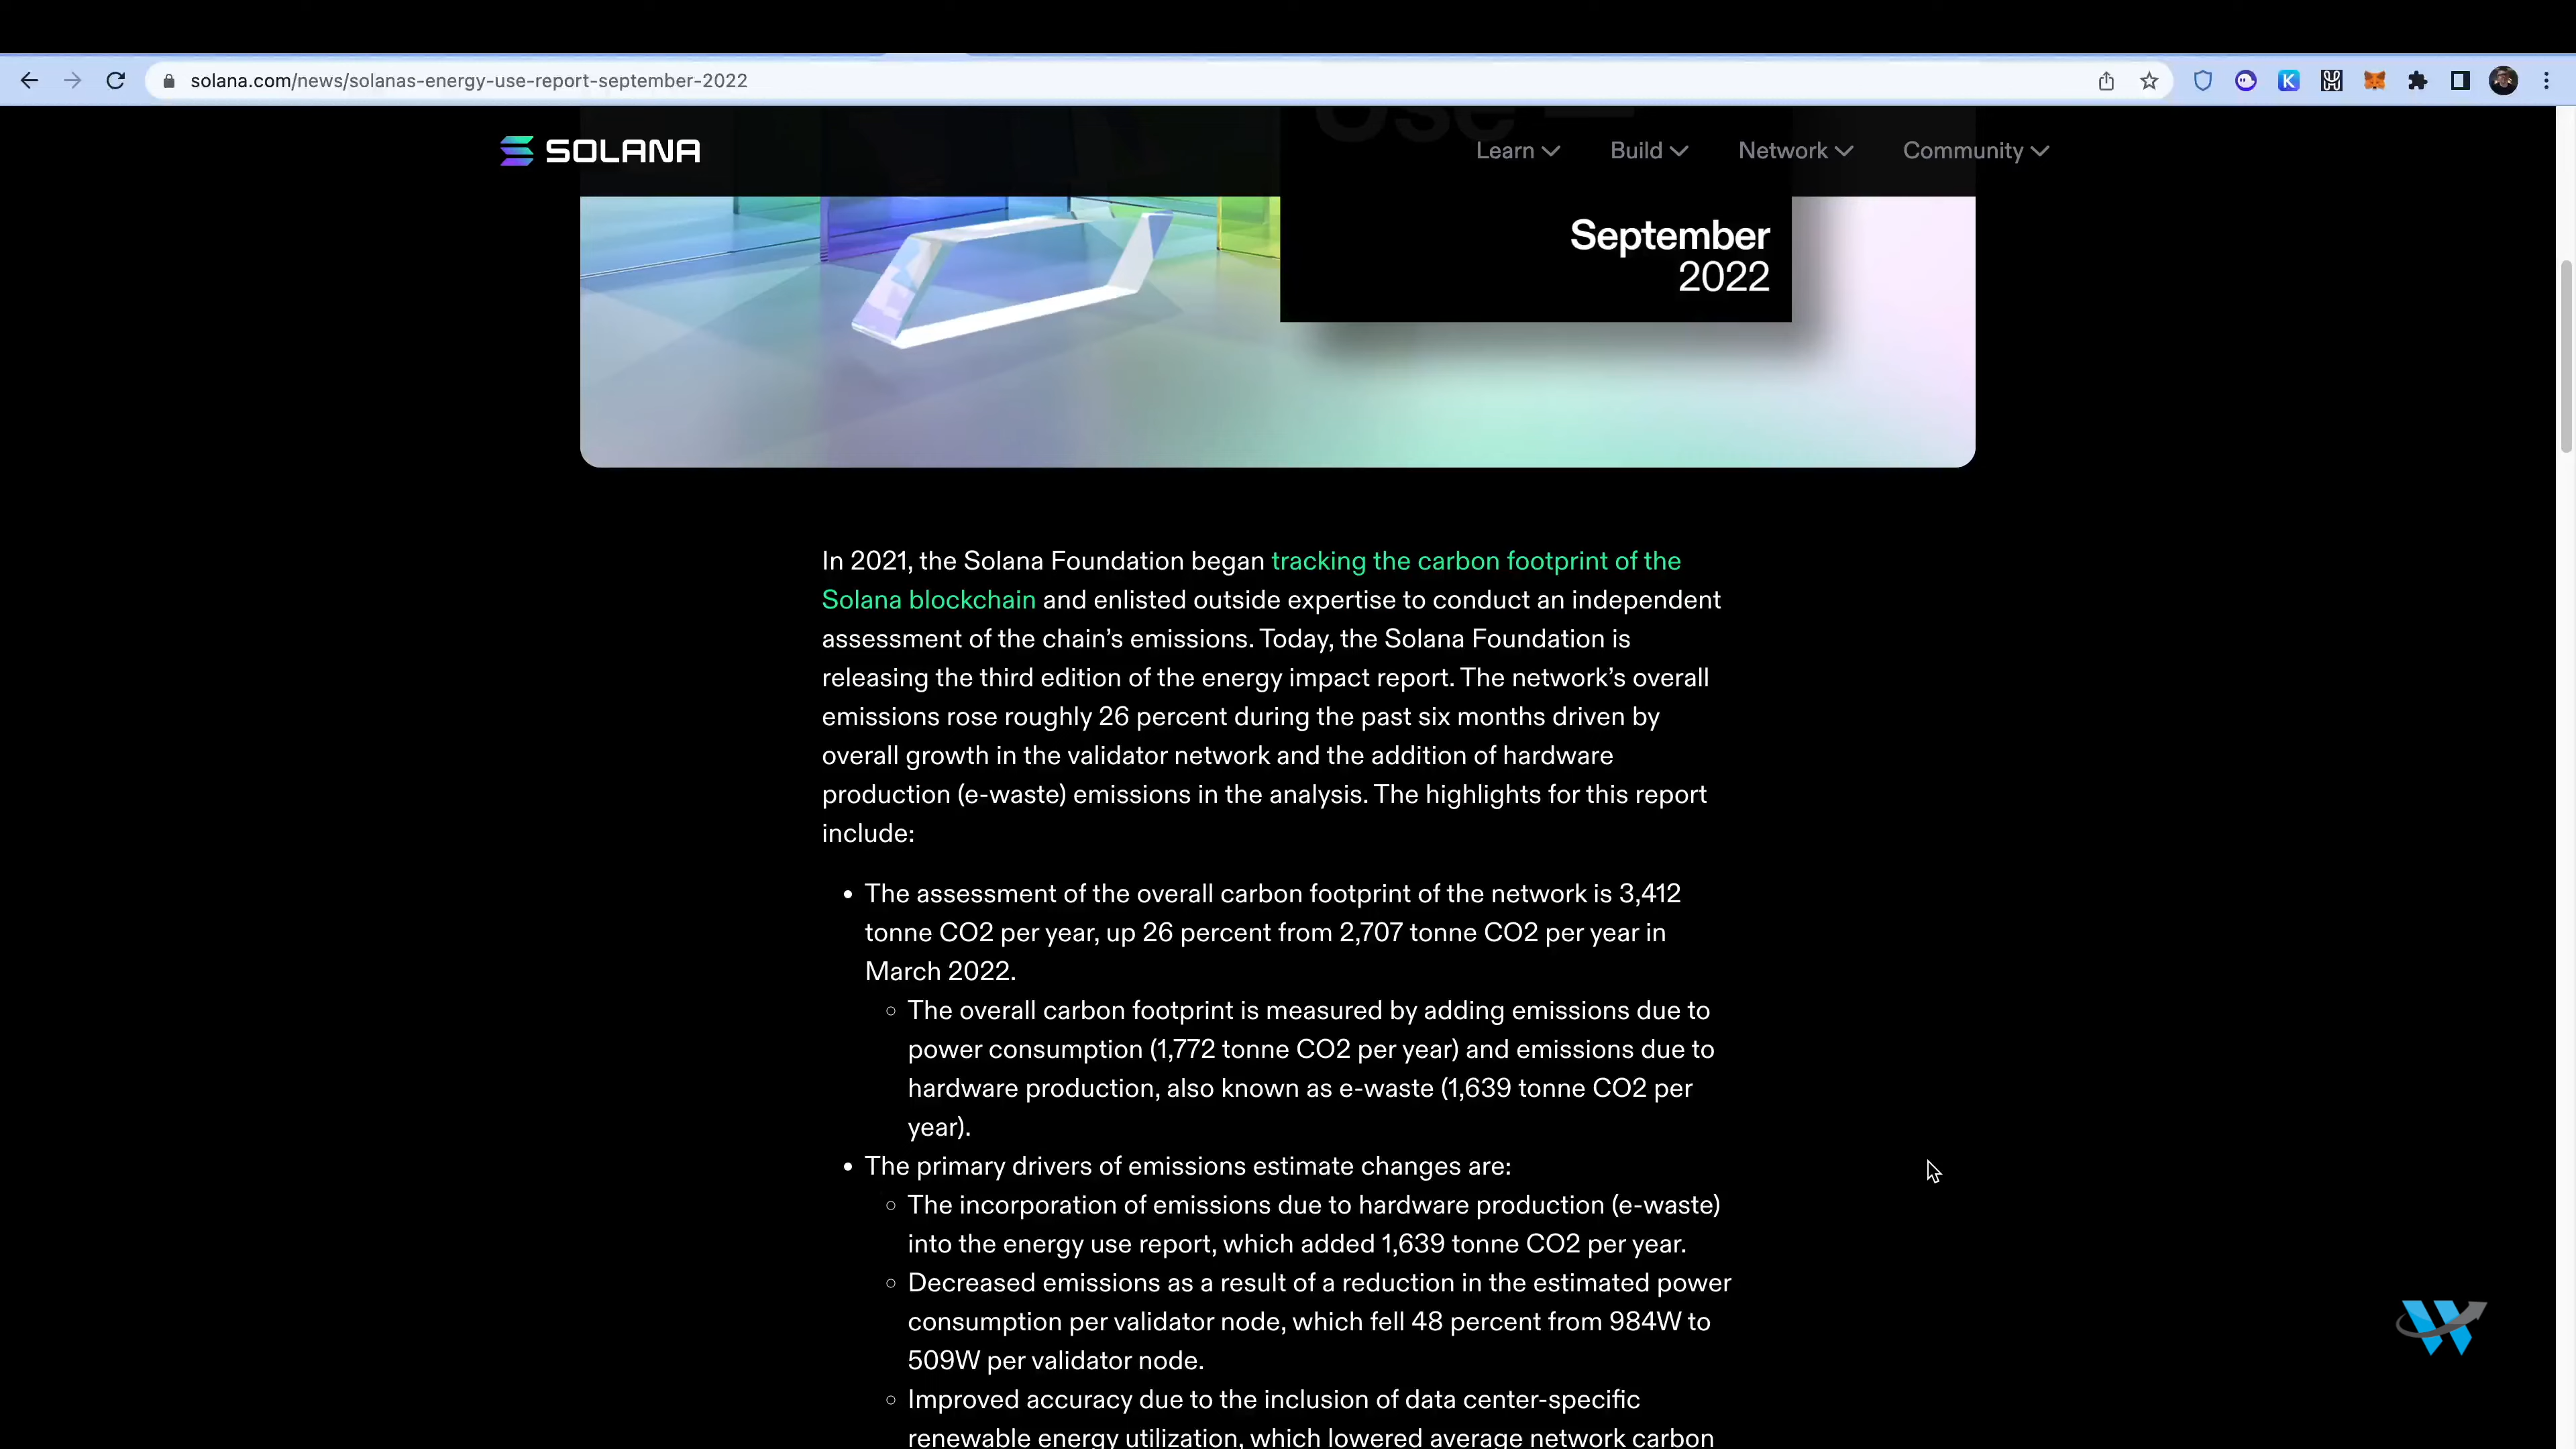 solana.com/news/solanas-energy-use-report-september-2022
SOLANA
Learn
Build
Network
Community
September
2022
In 2021, the Solana Foundation began tracking the carbon footprint of the
Solana blockchain and enlisted outside expertise to conduct an independent
assessment of the chain’s emissions. Today, the Solana Foundation is
releasing the third edition of the energy impact report. The network’s overall
emissions rose roughly 26 percent during the past six months driven by
overall growth in the validator network and the addition of hardware
production (e-waste) emissions in the analysis. The highlights for this report
include:
• The assessment of the overall carbon footprint of the network is 3,412
tonne CO2 per year, up 26 percent from 2,707 tonne CO2 per year in
March 2022.
◦ The overall carbon footprint is measured by adding emissions due to
power consumption (1,772 tonne CO2 per year) and emissions due to
hardware production, also known as e-waste (1,639 tonne CO2 per
year).
• The primary drivers of emissions estimate changes are:
◦ The incorporation of emissions due to hardware production (e-waste)
into the energy use report, which added 1,639 tonne CO2 per year.
◦ Decreased emissions as a result of a reduction in the estimated power
consumption per validator node, which fell 48 percent from 984W to
509W per validator node.
◦ Improved accuracy due to the inclusion of data center-specific
renewable energy utilization, which lowered average network carbon